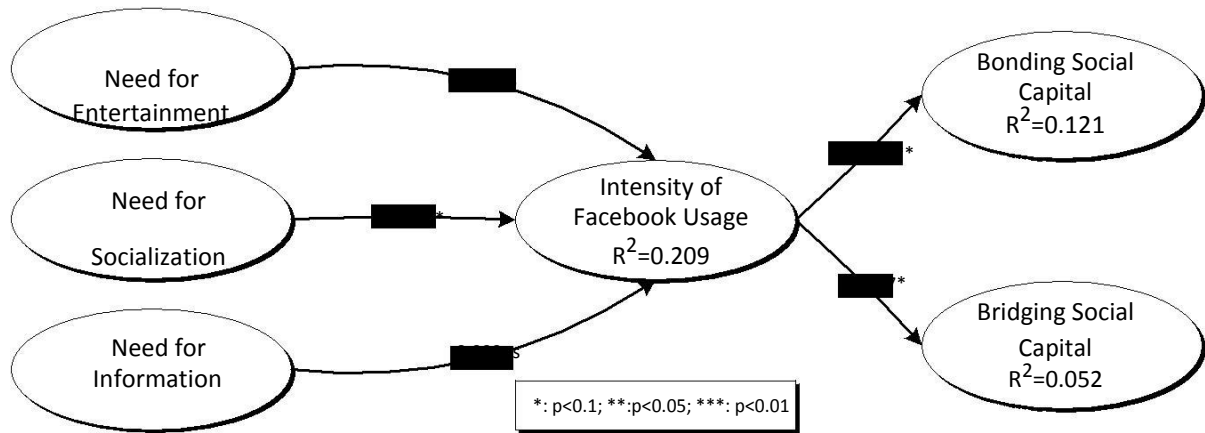 Need for
Entertainment
Need for
Socialization
Need for
Information
Intensity of
Facebook Usage
R²=0.209
Bonding Social
Capital
R²=0.121
Bridging Social
Capital
R²=0.052
*
*
*
*: p<0.1; **:p<0.05; ***: p<0.01